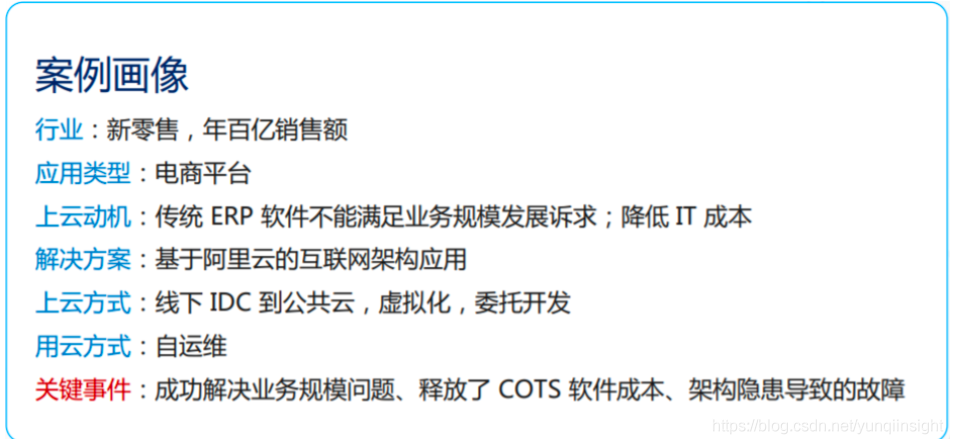 案例画像
行业：新零售，年百亿销售额
应用类型：电商平台
上云动机：传统 ERP 软件不能满足业务规模发展诉求；降低 IT 成本
解决方案：基于阿里云的互联网架构应用
上云方式：线下 IDC 到公共云，虚拟化，委托开发
用云方式：自运维
关键事件：成功解决业务规模问题、释放了 COTS 软件成本、架构隐患导致的故障
https://blog.csdn.net/yunqiinsight